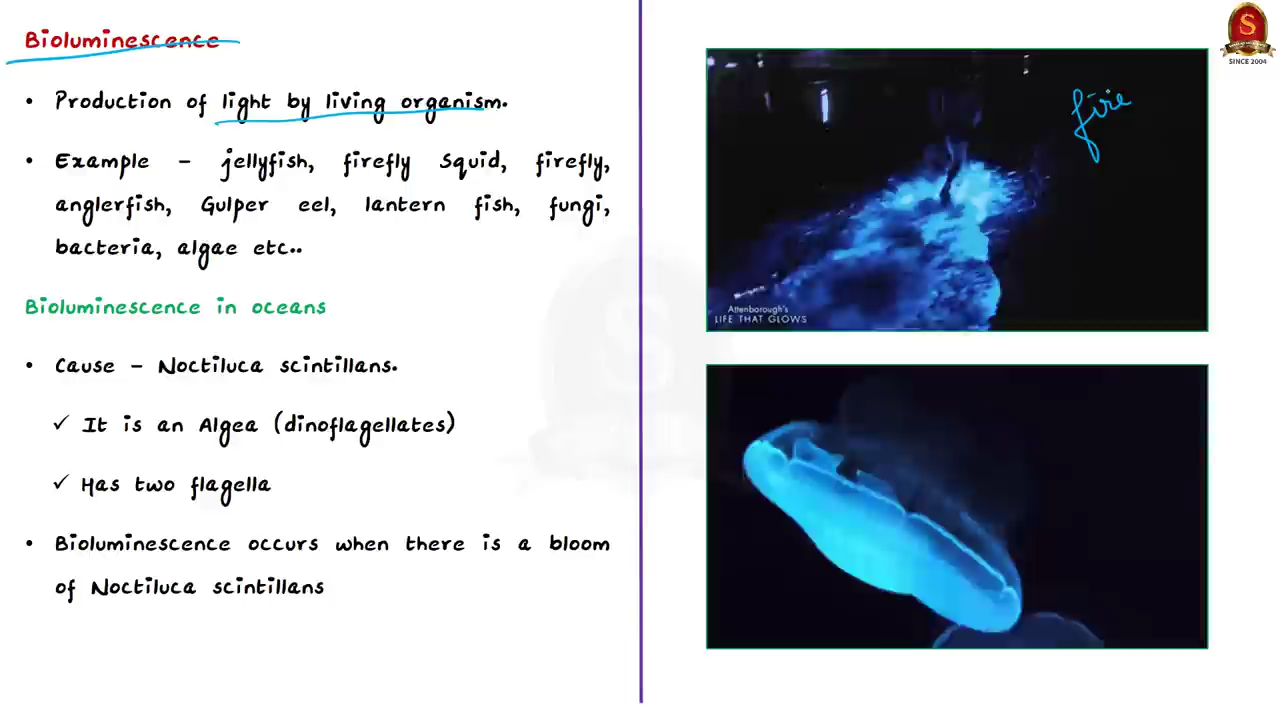 Bioluminescence
• Production of light by living organism.
• Example – jellyfish, firefly Squid, firefly,
anglerfish, Gulper eel, lantern fish, fungi,
bacteria, algae etc..
Bioluminescence in oceans
• Cause – Noctiluca scintillans.
✓ It is an Algea (dinoflagellates)
✓ Has two flagella
• Bioluminescence occurs when there is a bloom
of Noctiluca scintillans
fire
Attenborough's
LIFE THAT GLOWS
S
SINCE 2004